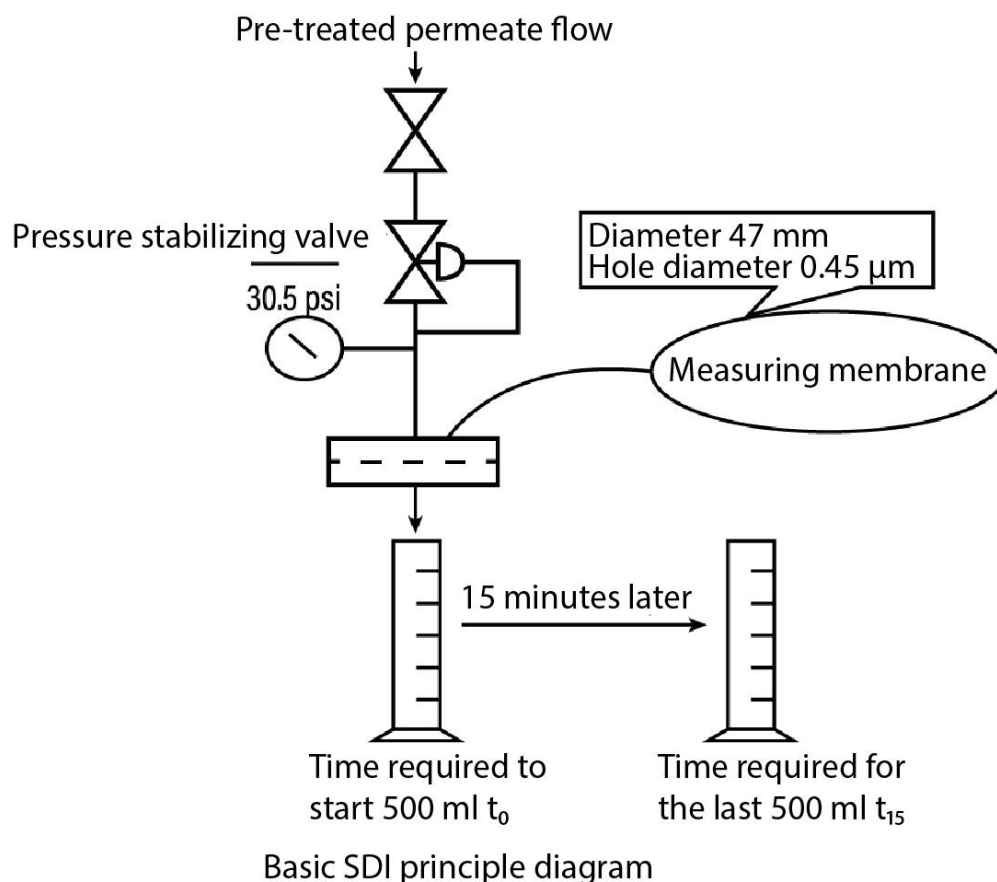 Pre-treated permeate flow
Pressure stabilizing valve
30.5 psi
Diameter 47 mm
Hole diameter 0.45 µm
Measuring membrane
15 minutes later
Time required to
start 500 ml t₀
Time required for
the last 500 ml t₁₅
Basic SDI principle diagram